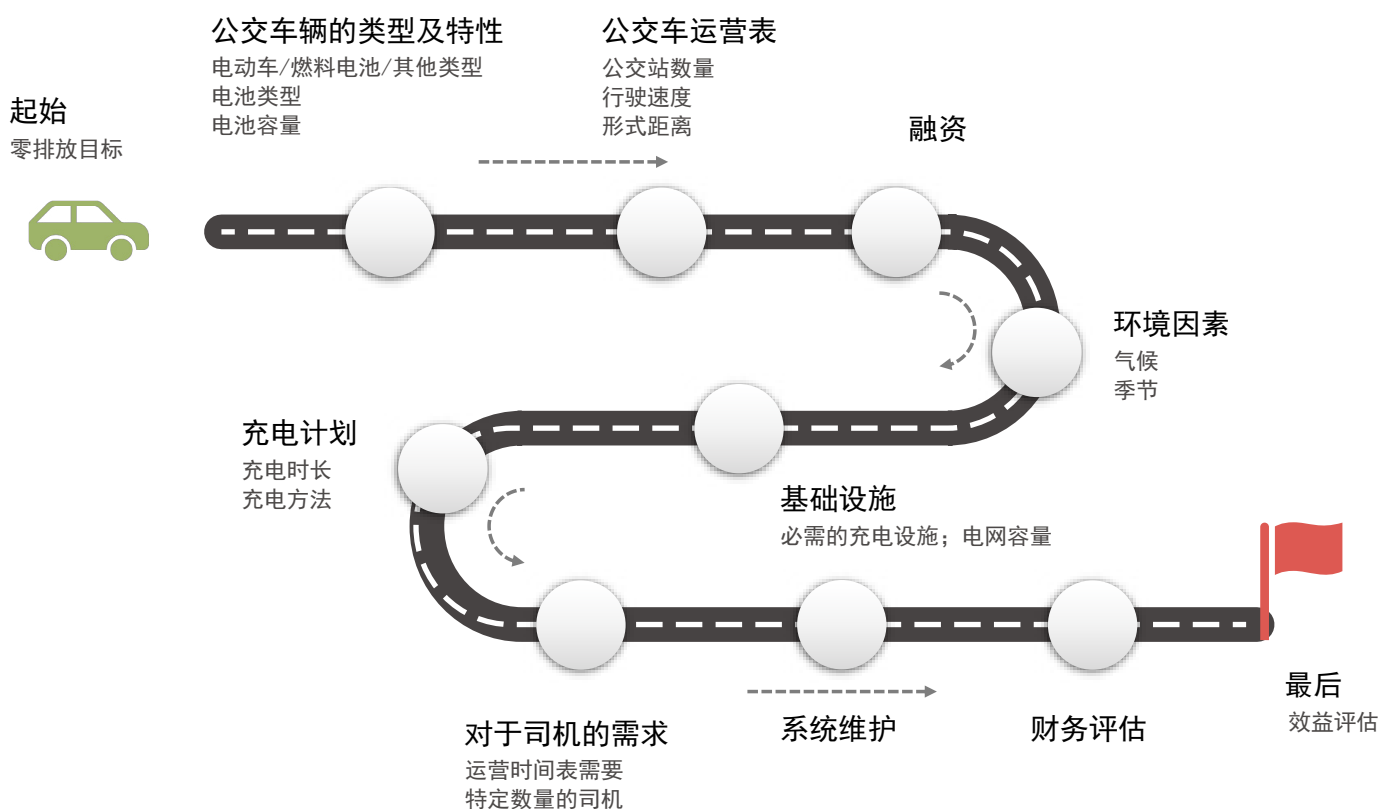 起始
零排放目标
公交车辆的类型及特性
电动车/燃料电池/其他类型
电池类型
电池容量
公交车运营表
公交站数量
行驶速度
形式距离
融资
环境因素
气候
季节
基础设施
必需的充电设施；电网容量
充电计划
充电时长
充电方法
对于司机的需求
运营时间表需要
特定数量的司机
系统维护
财务评估
最后
效益评估